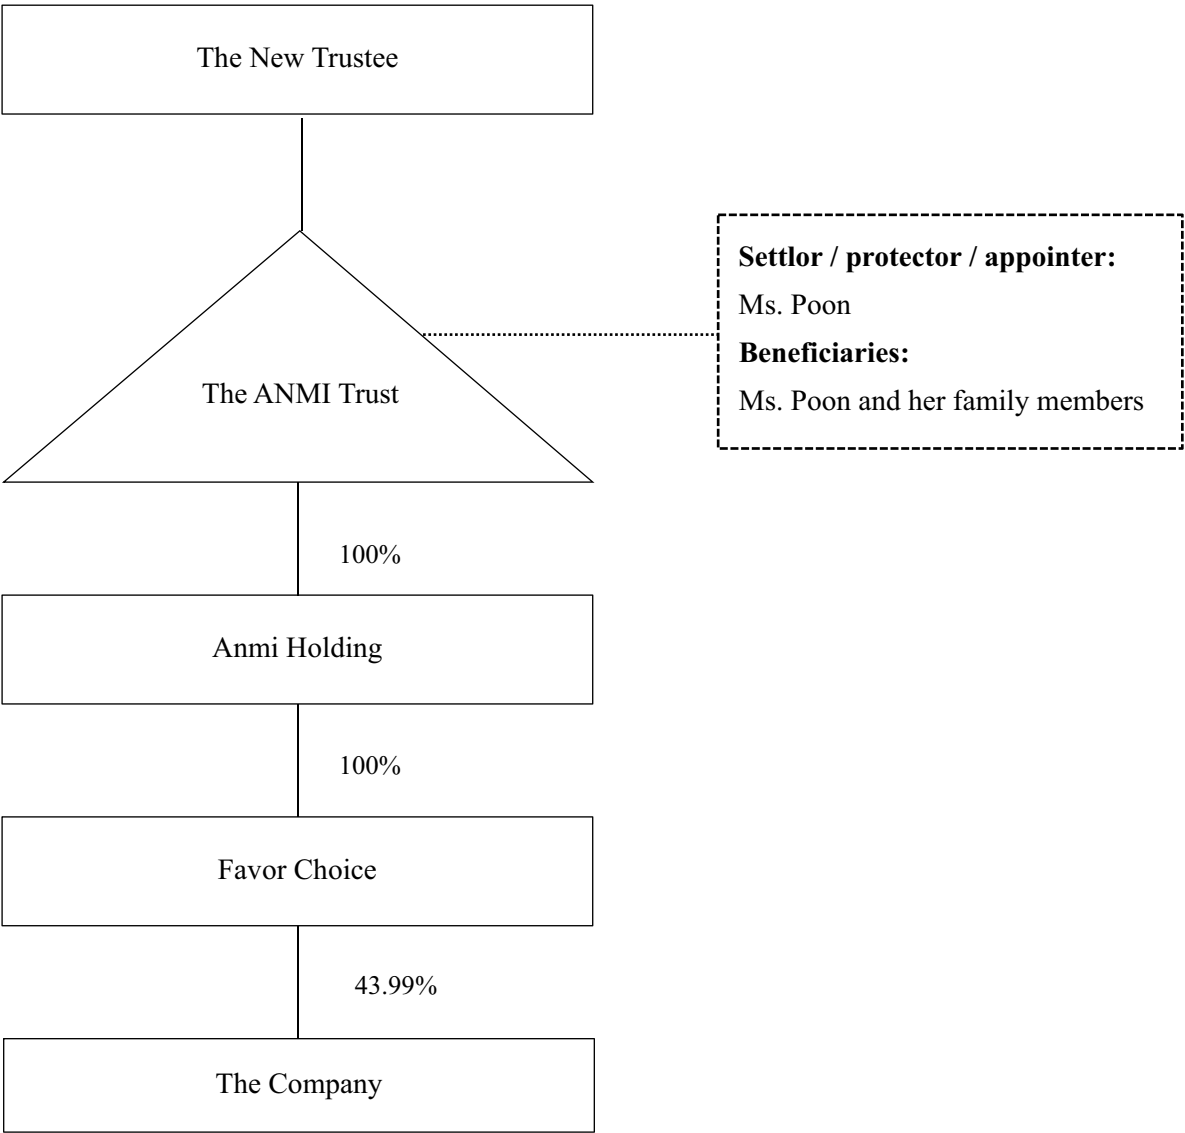 The New Trustee
Settlor / protector / appointer:
Ms. Poon
Beneficiaries:
Ms. Poon and her family members
The ANMI Trust
100%
Anmi Holding
100%
Favor Choice
43.99%
The Company